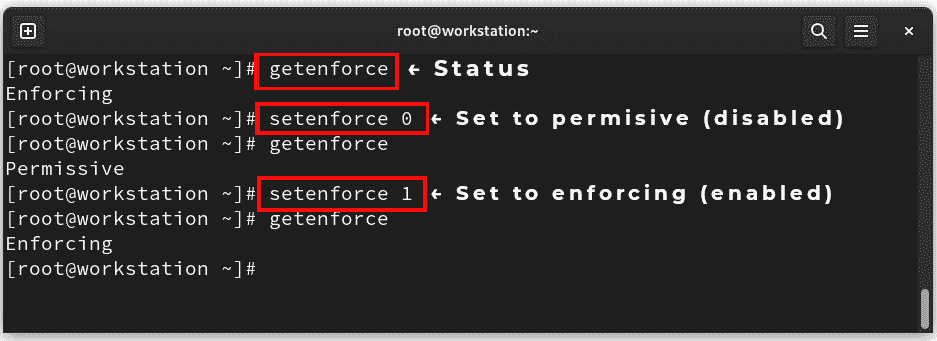 root@workstation:~
[root@workstation ~]# getenforce ← Status
Enforcing
[root@workstation ~]# setenforce 0 ← Set to permisive (disabled)
[root@workstation ~]# getenforce
Permissive
[root@workstation ~]# setenforce 1 ← Set to enforcing (enabled)
[root@workstation ~]# getenforce
Enforcing
[root@workstation ~]#